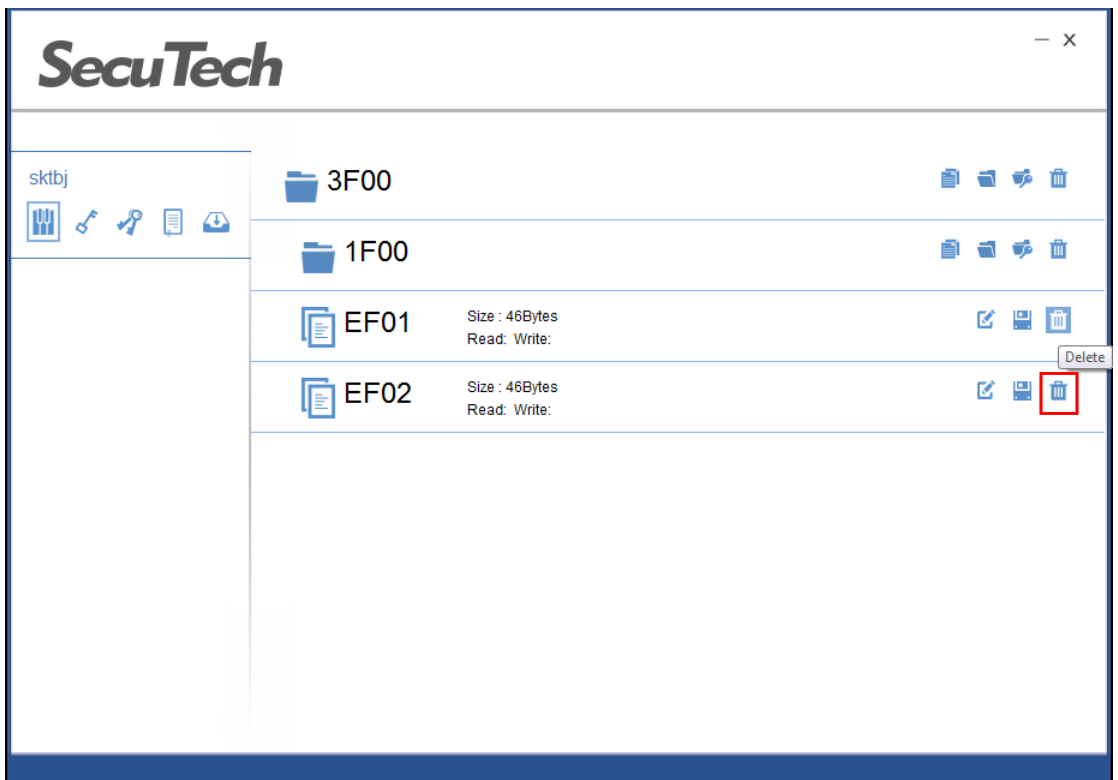 SecuTech
sktbj
3F00
1F00
EF01
Size : 46Bytes
Read: Write:
Delete
EF02
Size : 46Bytes
Read: Write: